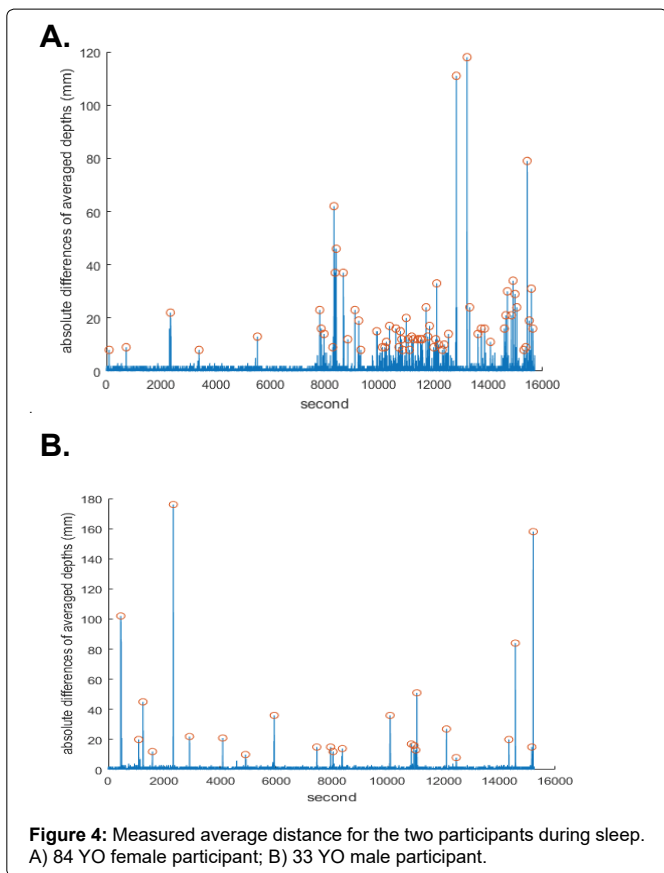 A.
absolute differences of averaged depths (mm)
120
100
80
60
40
20
0
0 2000 4000 6000 8000 10000 12000 14000 16000
second
.
B.
absolute differences of averaged depths (mm)
180
160
140
120
100
80
60
40
20
0
0 2000 4000 6000 8000 10000 12000 14000 16000
second
Figure 4: Measured average distance for the two participants during sleep.
A) 84 YO female participant; B) 33 YO male participant.